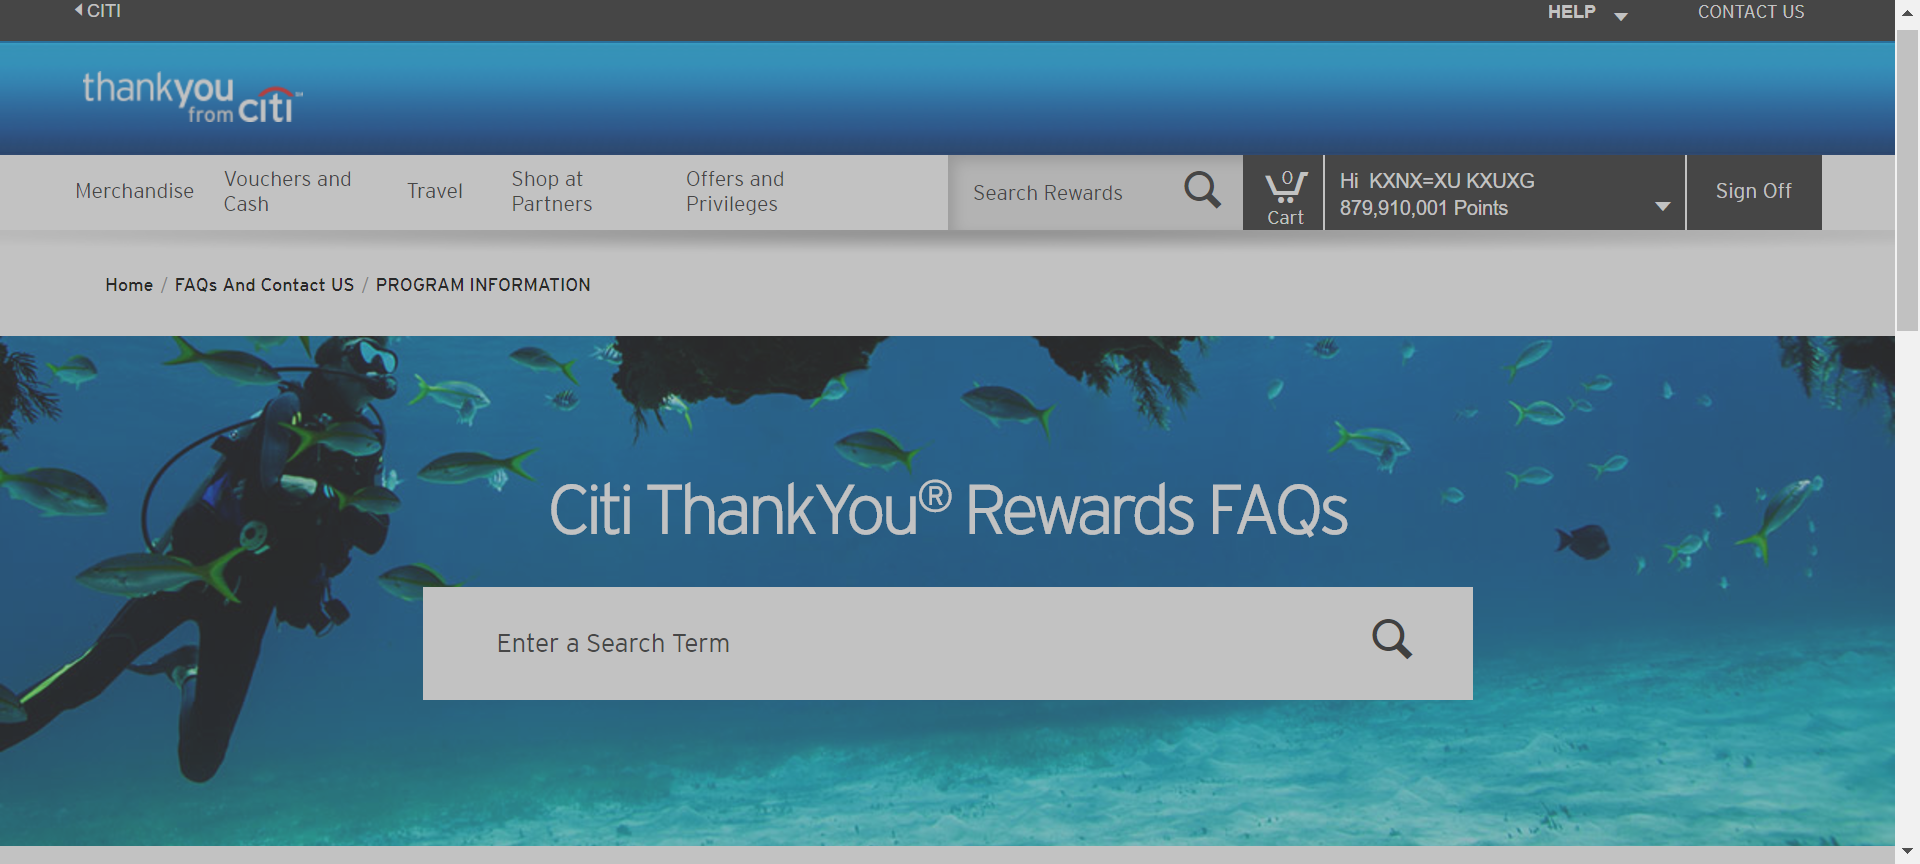 CITI
HELP
CONTACT US
thankyou
from citi℠
Merchandise
Vouchers and
Cash
Travel
Shop at
Partners
Offers and
Privileges
Search Rewards
0
Cart
Hi KXNX=XU KXUXG
879,910,001 Points
Sign Off
Home / FAQs And Contact US / PROGRAM INFORMATION
Citi ThankYou® Rewards FAQs
Enter a Search Term